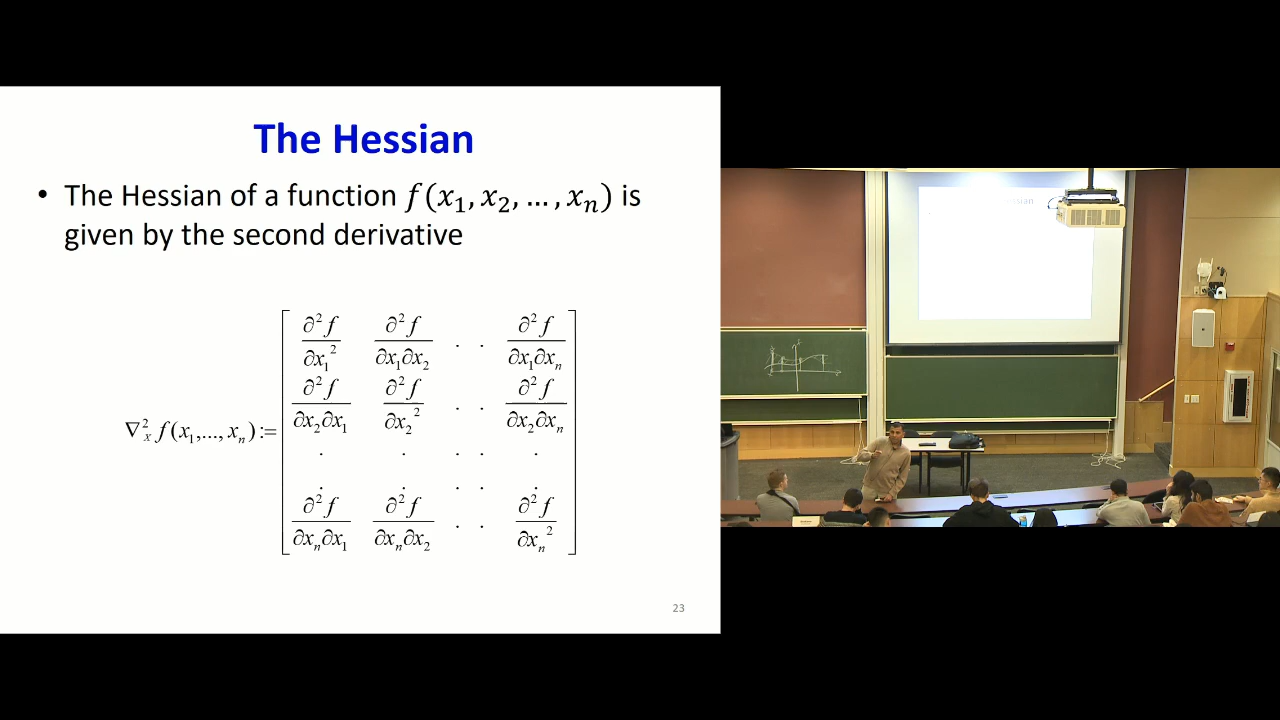 The Hessian
• The Hessian of a function f(x₁, x₂, … , xₙ) is
given by the second derivative
∇²ₓ f(x₁,..., xₙ) := [ ∂²f/∂x₁² ∂²f/∂x₁∂x₂ . . ∂²f/∂x₁∂xₙ
∂²f/∂x₂∂x₁ ∂²f/∂x₂² . . ∂²f/∂x₂∂xₙ
. . . . .
. . . . .
∂²f/∂xₙ∂x₁ ∂²f/∂xₙ∂x₂ . . ∂²f/∂xₙ² ]
23